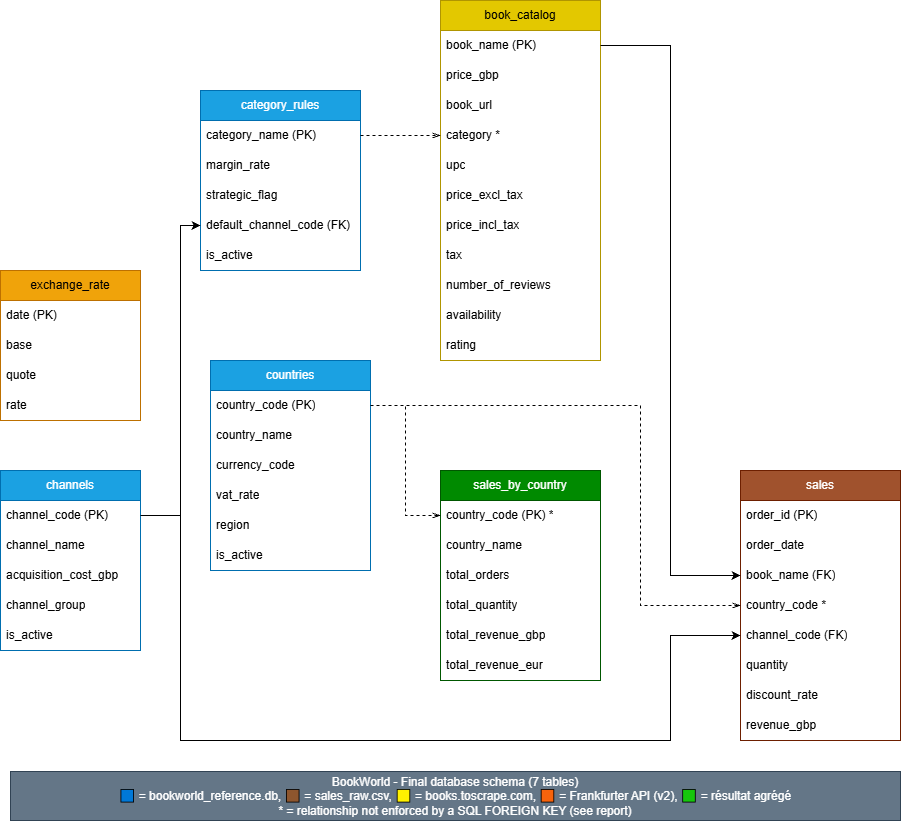 book_catalog
book_name (PK)
price_gbp
book_url
category *
upc
price_excl_tax
price_incl_tax
tax
number_of_reviews
availability
rating
category_rules
category_name (PK)
margin_rate
strategic_flag
default_channel_code (FK)
is_active
exchange_rate
date (PK)
base
quote
rate
countries
country_code (PK)
country_name
currency_code
vat_rate
region
is_active
channels
channel_code (PK)
channel_name
acquisition_cost_gbp
channel_group
is_active
sales_by_country
country_code (PK) *
country_name
total_orders
total_quantity
total_revenue_gbp
total_revenue_eur
sales
order_id (PK)
order_date
book_name (FK)
country_code *
channel_code (FK)
quantity
discount_rate
revenue_gbp
BookWorld - Final database schema (7 tables)
= bookworld_reference.db, = sales_raw.csv, = books.toscrape.com, = Frankfurter API (v2), = résultat agrégé
* = relationship not enforced by a SQL FOREIGN KEY (see report)